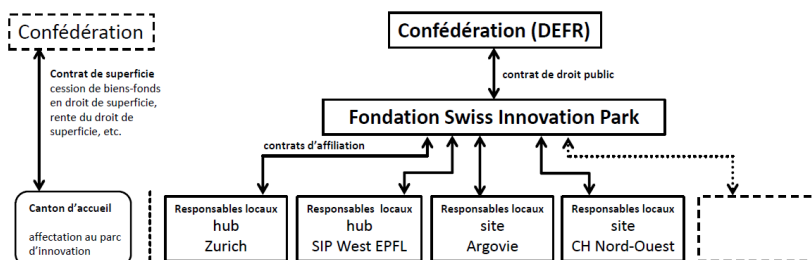 Confédération
Contrat de superficie
cession de biens-fonds
en droit de superficie,
rente du droit de
superficie, etc.
Canton d'accueil
affectation au parc
d'innovation
Confédération (DEFR)
contrat de droit public
Fondation Swiss Innovation Park
contrats d'affiliation
Responsables locaux
hub
Zurich
Responsables locaux
hub
SIP West EPFL
Responsables locaux
site
Argovie
Responsables locaux
site
CH Nord-Ouest